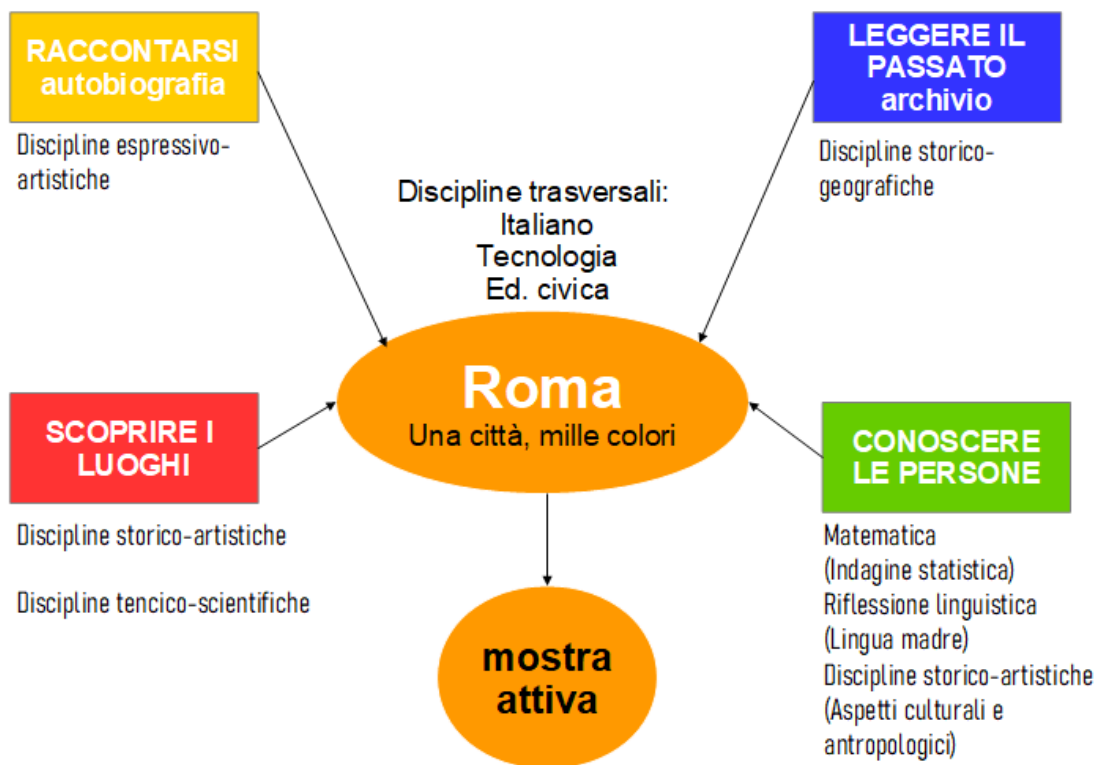 RACCONTARSI
autobiografia
Discipline espressivo-
artistiche
LEGGERE IL
PASSATO
archivio
Discipline storico-
geografiche
Discipline trasversali:
Italiano
Tecnologia
Ed. civica
Roma
Una città, mille colori
SCOPRIRE I
LUOGHI
Discipline storico-artistiche
Discipline tencico-scientifiche
CONOSCERE
LE PERSONE
Matematica
(Indagine statistica)
Riflessione linguistica
(Lingua madre)
Discipline storico-artistiche
(Aspetti culturali e
antropologici)
mostra
attiva